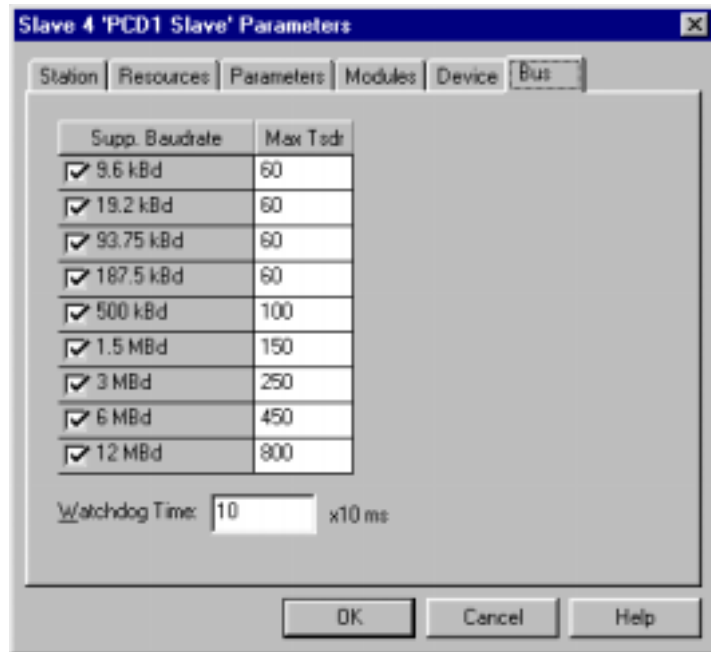 Slave 4 'PCD1 Slave' Parameters
Station Resources Parameters Modules Device Bus
Supp. Baudrate Max Tsdr
9.6 kBd 60
19.2 kBd 60
93.75 kBd 60
187.5 kBd 60
500 kBd 100
1.5 MBd 150
3 MBd 250
6 MBd 450
12 MBd 800
Watchdog Time: 10 x10 ms
OK Cancel Help